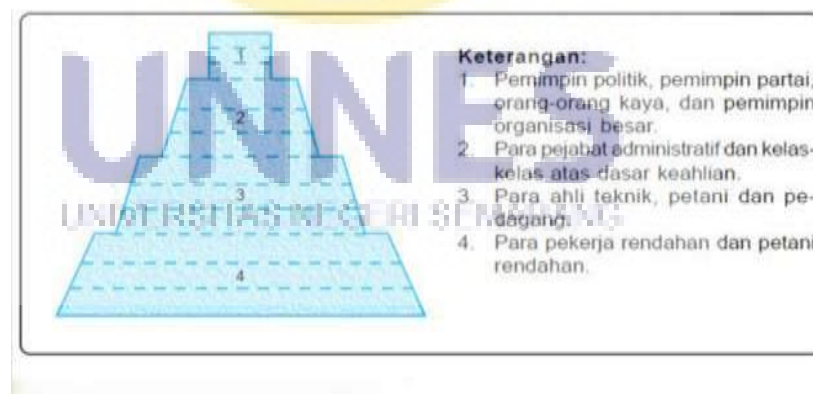 UNNES
UNIVERSITAS NEGERI SEMARANG
1
2
3
4
Keterangan:
1. Pemimpin politik, pemimpin partai,
orang-orang kaya, dan pemimpin
organisasi besar.
2. Para pejabat administratif dan kelas-
kelas atas dasar keahlian.
3. Para ahli teknik, petani dan pe-
dagang.
4. Para pekerja rendahan dan petani
rendahan.